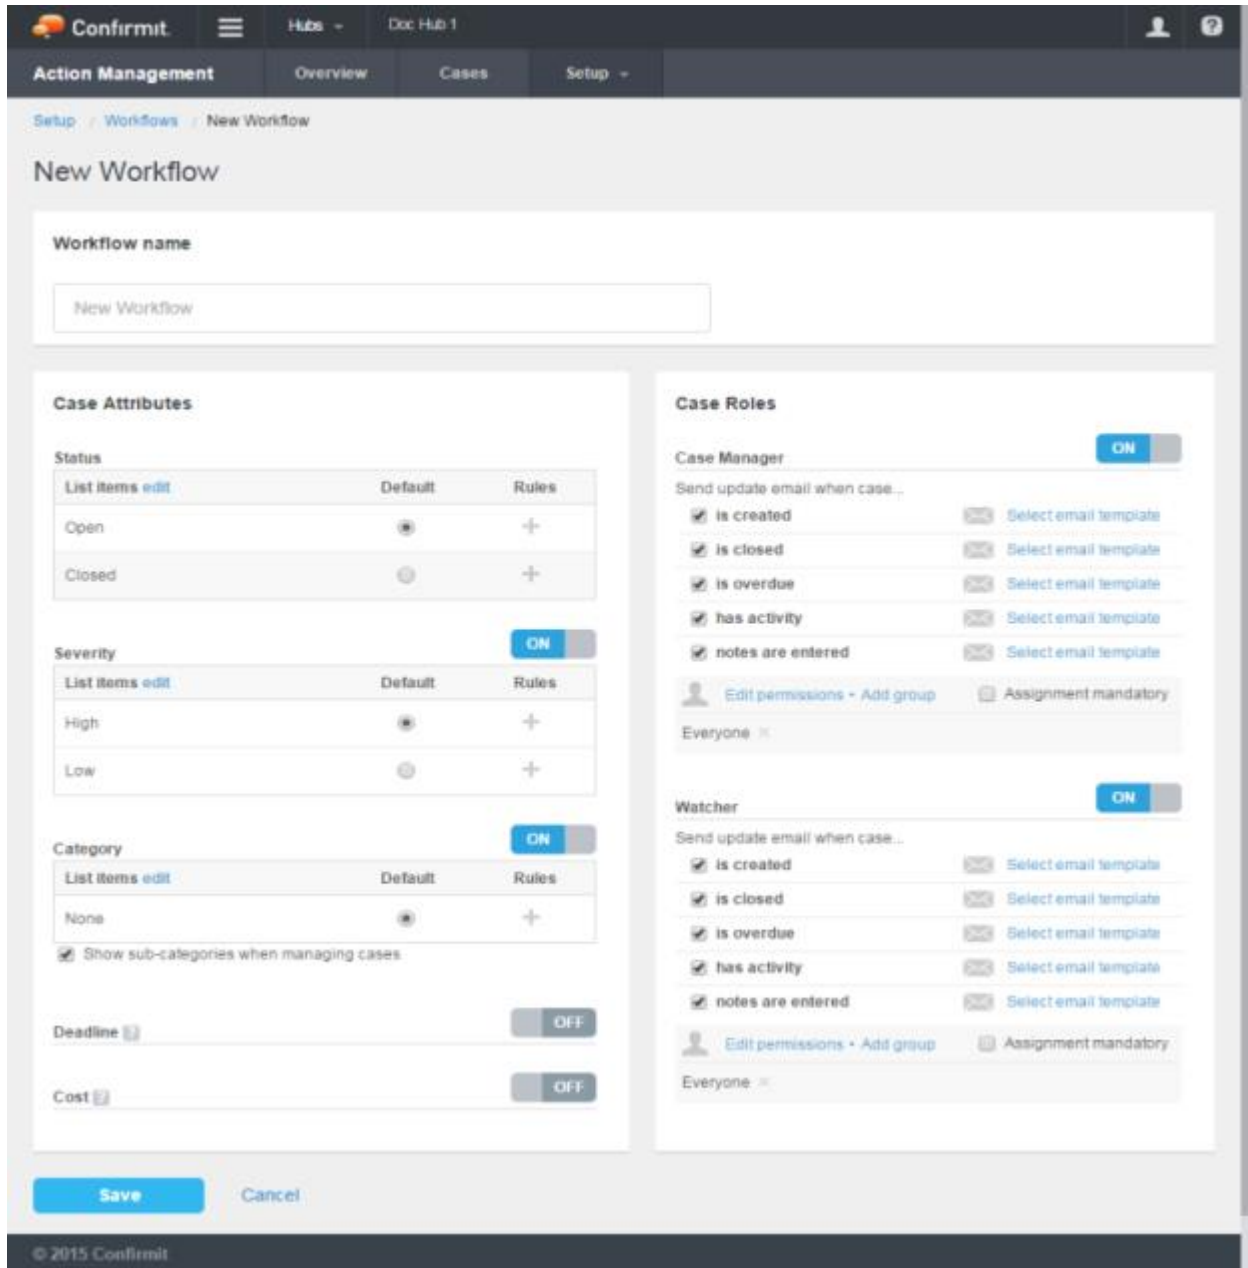 Confirmit.
Hubs
Doc Hub 1
Action Management
Overview
Cases
Setup
Setup / Workflows / New Workflow
New Workflow
Workflow name
New Workflow
Case Attributes
Status
List items edit Default Rules
Open
Closed
Severity ON
List items edit Default Rules
High
Low
Category ON
List items edit Default Rules
None
Show sub-categories when managing cases
Deadline ? OFF
Cost ? OFF
Case Roles
Case Manager ON
Send update email when case...
is created Select email template
is closed Select email template
is overdue Select email template
has activity Select email template
notes are entered Select email template
Edit permissions • Add group Assignment mandatory
Everyone ×
Watcher ON
Send update email when case...
is created Select email template
is closed Select email template
is overdue Select email template
has activity Select email template
notes are entered Select email template
Edit permissions • Add group Assignment mandatory
Everyone ×
Save Cancel
© 2015 Confirmit